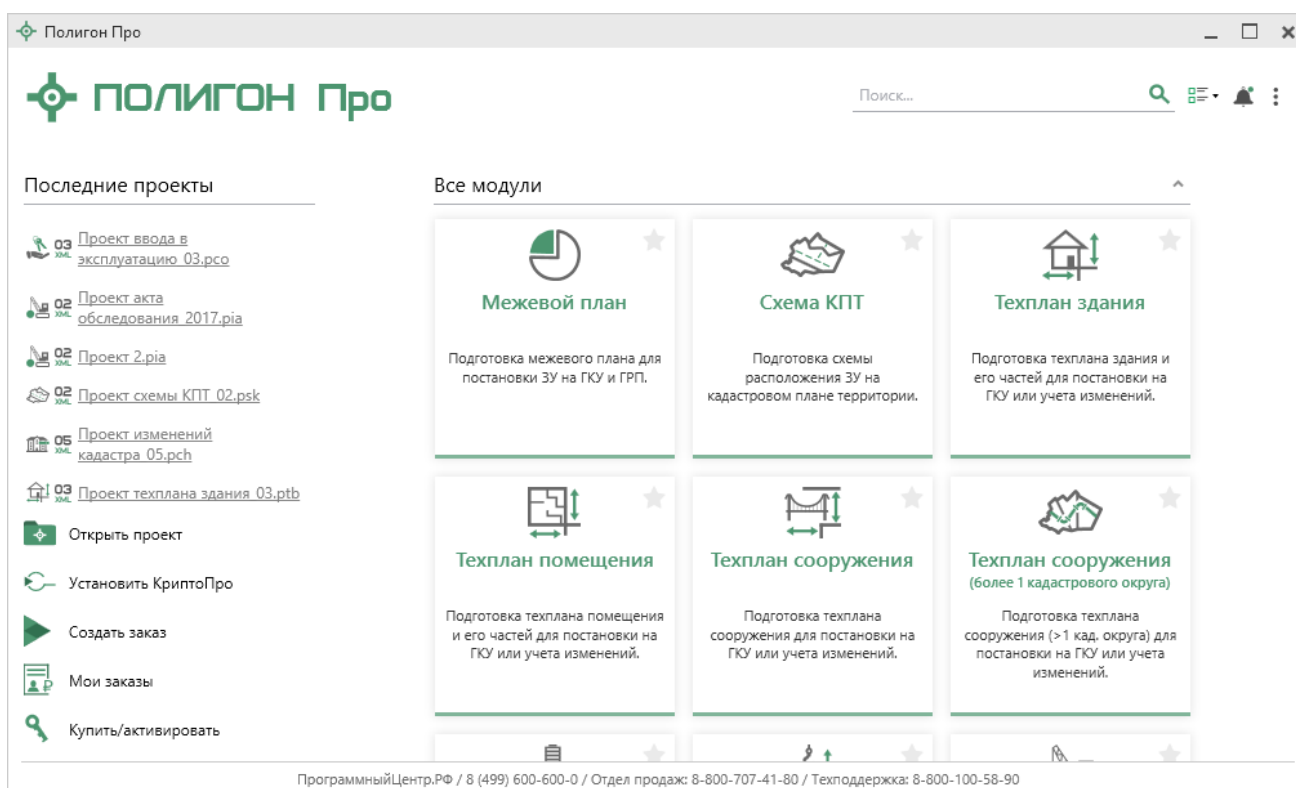 Полигон Про
ПОЛИГОН Про
Поиск...
Последние проекты
03 XML Проект ввода в
эксплуатацию_03.pco
02 XML Проект акта
обследования_2017.pia
02 XML Проект 2.pia
02 XML Проект схемы КПТ_02.psk
05 XML Проект изменений
кадастра_05.pch
03 XML Проект техплана здания_03.ptb
Открыть проект
Установить КриптоПро
Создать заказ
Мои заказы
Купить/активировать
Все модули
Межевой план
Подготовка межевого плана для
постановки ЗУ на ГКУ и ГРП.
Схема КПТ
Подготовка схемы
расположения ЗУ на
кадастровом плане территории.
Техплан здания
Подготовка техплана здания и
его частей для постановки на
ГКУ или учета изменений.
Техплан помещения
Подготовка техплана помещения
и его частей для постановки на
ГКУ или учета изменений.
Техплан сооружения
Подготовка техплана
сооружения для постановки на
ГКУ или учета изменений.
Техплан сооружения
(более 1 кадастрового округа)
Подготовка техплана
сооружения (>1 кад. округа) для
постановки на ГКУ или учета
изменений.
ПрограммныйЦентр.РФ / 8 (499) 600-600-0 / Отдел продаж: 8-800-707-41-80 / Техподдержка: 8-800-100-58-90